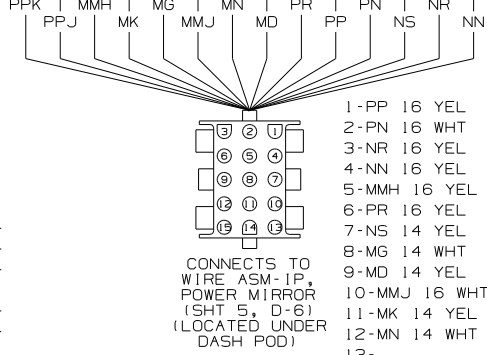 PPK MMH MG MN PR PN NR
PPJ MK MMJ MD PP NS NN
3 2 1
6 5 4
9 8 7
12 11 10
15 14 13
CONNECTS TO
WIRE ASM-IP,
POWER MIRROR
(SHT 5, D-6)
(LOCATED UNDER
DASH POD)
1-PP 16 YEL
2-PN 16 WHT
3-NR 16 YEL
4-NN 16 YEL
5-MMH 16 YEL
6-PR 16 YEL
7-NS 14 YEL
8-MG 14 WHT
9-MD 14 YEL
10-MMJ 16 WHT
11-MK 14 YEL
12-MN 14 WHT
13-